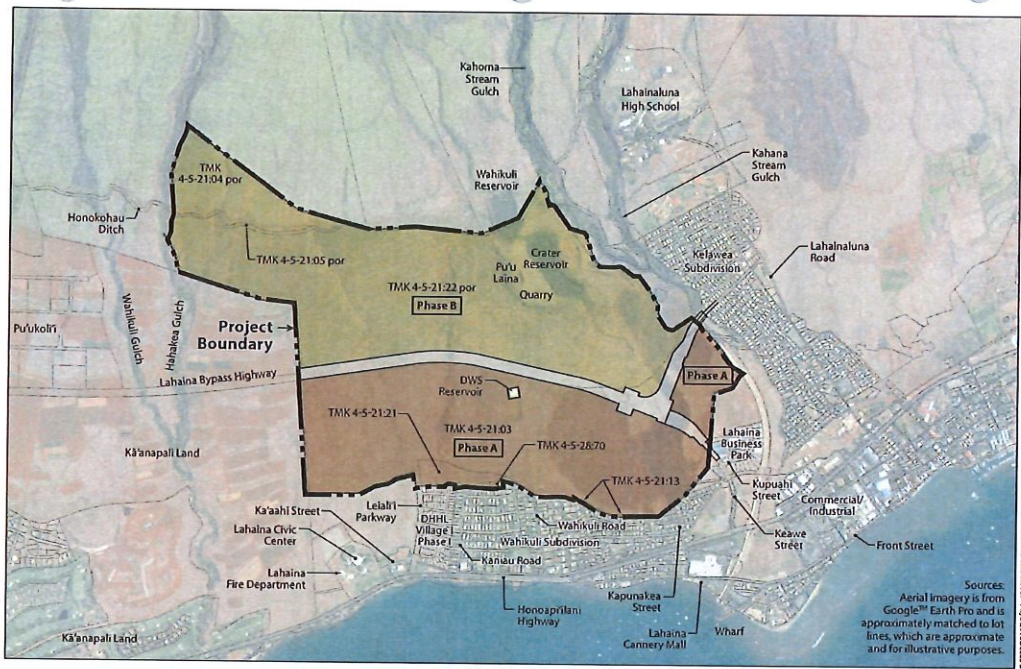 Kahoma
Stream
Gulch
Lahainaluna
High School
Kahana
Stream
Gulch
TMK
4-5-21:04 por
Wahikuli
Reservoir
Honokohau
Ditch
TMK 4-5-21:05 por
Crater
Reservoir
Pu'u
Laina
Quarry
Kelawea
Subdivision
Lahainaluna
Road
TMK 4-5-21:22 por
Phase B
Project
Boundary
Pu'ukoli'i
Wahikuli Gulch
Hahakea Gulch
Lahaina Bypass Highway
DWS
Reservoir
Phase A
TMK 4-5-21:21
TMK 4-5-21:03
Phase A
TMK 4-5-28:70
TMK 4-5-21:13
Lahaina
Business
Park
Kā'anapali Land
Kupuohi
Street
Commercial/
Industrial
Keawe
Street
Front Street
Leiali'i
Parkway
Ka'aahi Street
Lahaina Civic
Center
DHHL
Village I
Phase I
Wahikuli Road
Wahikuli Subdivision
Kaniau Road
Lahaina
Fire Department
Kapunakea
Street
Honoapi'ilani
Highway
Lahaina
Cannery Mall
Wharf
Kā'anapali Land
Sources:
Aerial imagery is from
Google™ Earth Pro and is
approximately matched to lot
lines, which are approximate
and for illustrative purposes.